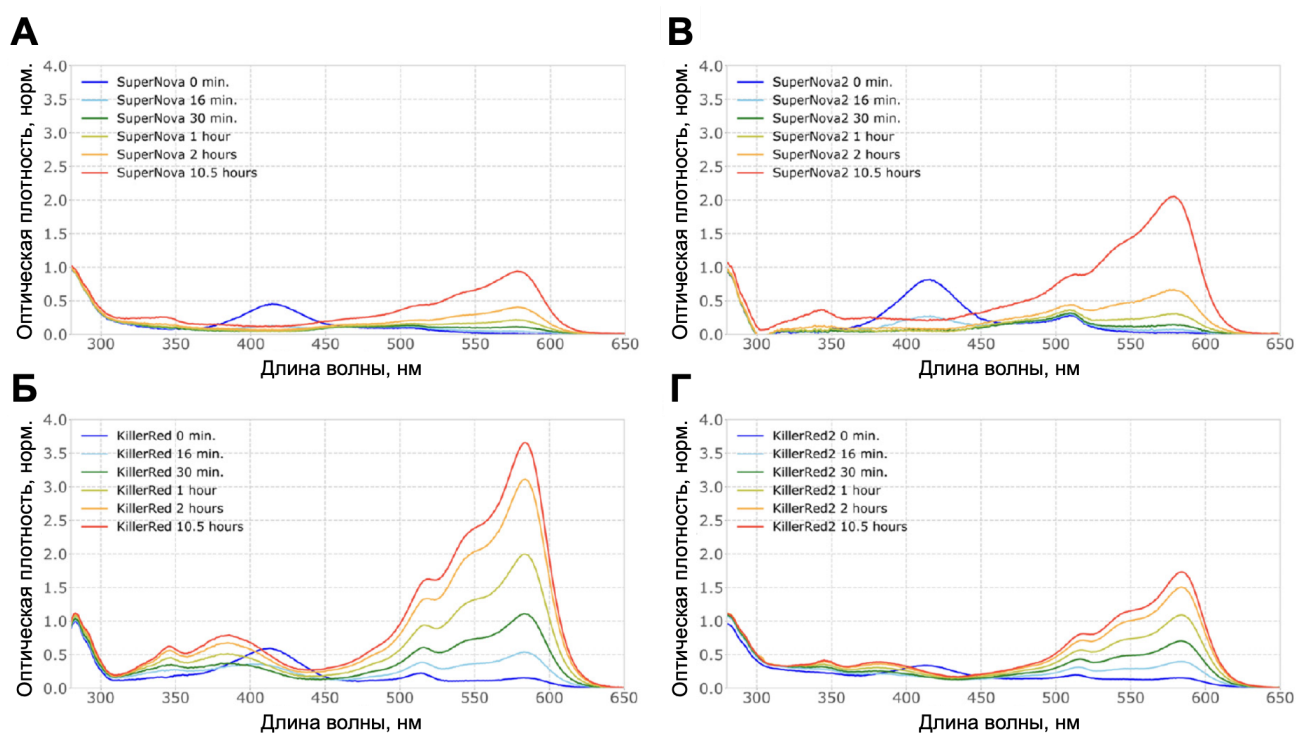 А
Оптическая плотность, норм.
4.0
3.5
3.0
2.5
2.0
1.5
1.0
0.5
0.0
SuperNova 0 min.
SuperNova 16 min.
SuperNova 30 min.
SuperNova 1 hour
SuperNova 2 hours
SuperNova 10.5 hours
300 350 400 450 500 550 600 650
Длина волны, нм
В
Оптическая плотность, норм.
4.0
3.5
3.0
2.5
2.0
1.5
1.0
0.5
0.0
SuperNova2 0 min.
SuperNova2 16 min.
SuperNova2 30 min.
SuperNova2 1 hour
SuperNova2 2 hours
SuperNova2 10.5 hours
300 350 400 450 500 550 600 650
Длина волны, нм
Б
Оптическая плотность, норм.
4.0
3.5
3.0
2.5
2.0
1.5
1.0
0.5
0.0
KillerRed 0 min.
KillerRed 16 min.
KillerRed 30 min.
KillerRed 1 hour
KillerRed 2 hours
KillerRed 10.5 hours
300 350 400 450 500 550 600 650
Длина волны, нм
Г
Оптическая плотность, норм.
4.0
3.5
3.0
2.5
2.0
1.5
1.0
0.5
0.0
KillerRed2 0 min.
KillerRed2 16 min.
KillerRed2 30 min.
KillerRed2 1 hour
KillerRed2 2 hours
KillerRed2 10.5 hours
300 350 400 450 500 550 600 650
Длина волны, нм